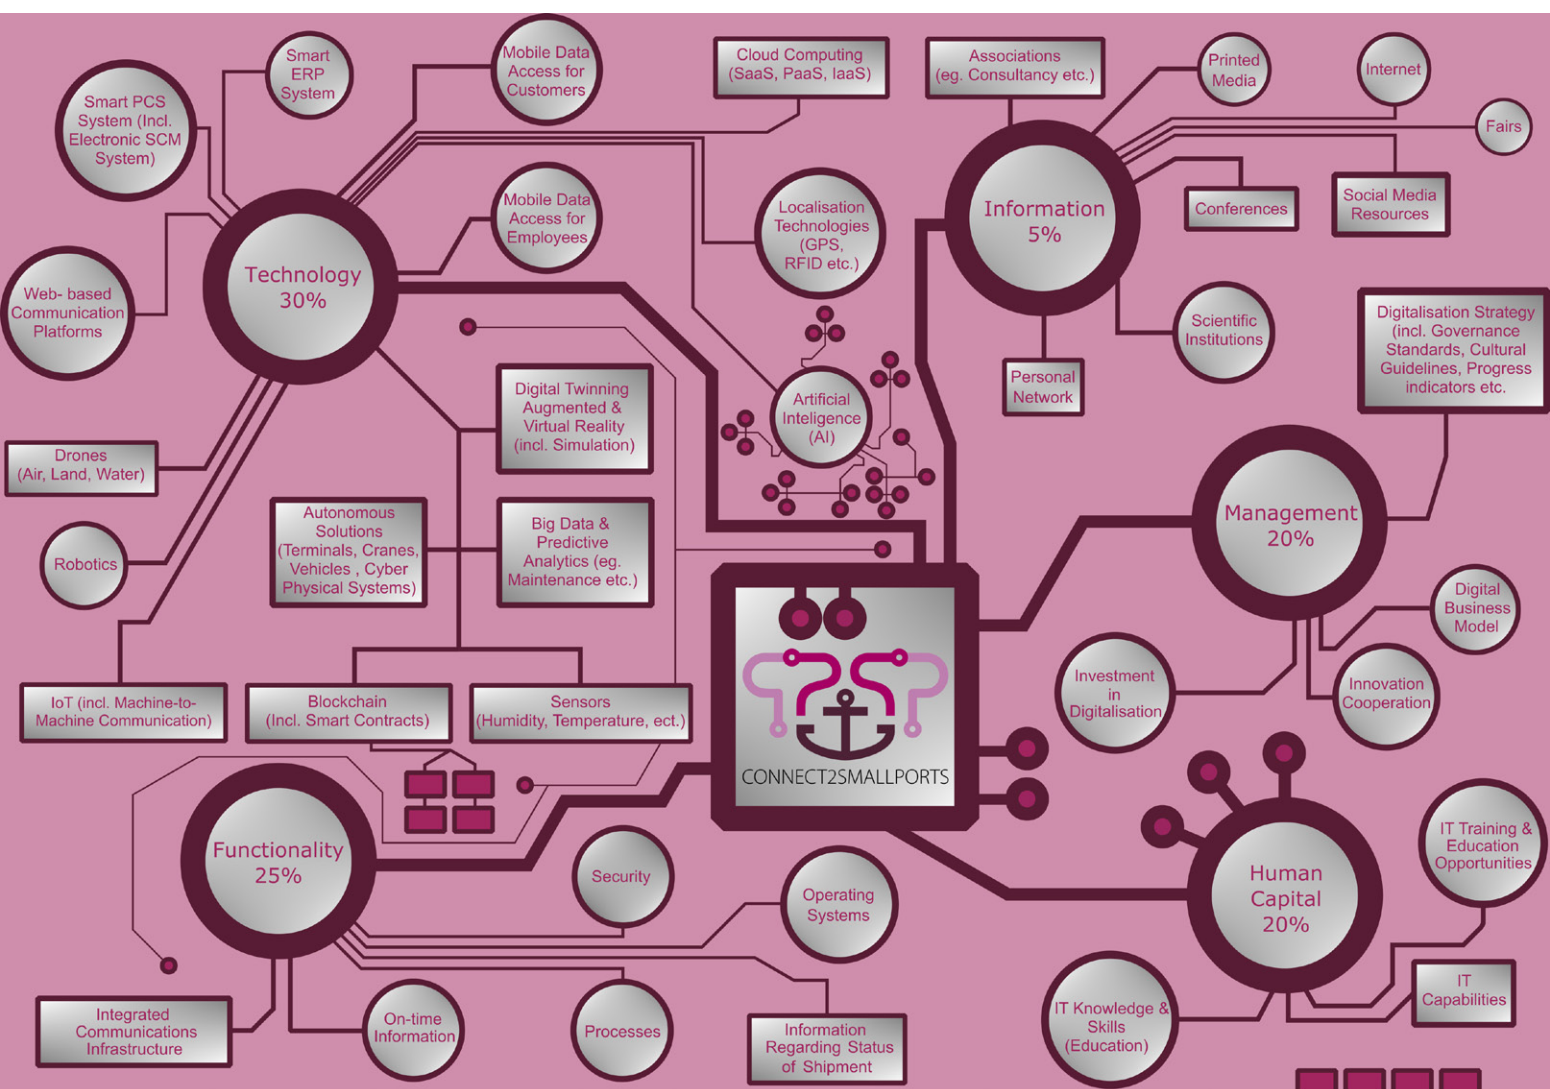 Smart
ERP
System
Mobile Data
Access for
Customers
Cloud Computing
(SaaS, PaaS, IaaS)
Associations
(eg. Consultancy etc.)
Printed
Media
Internet
Fairs
Smart PCS
System (Incl.
Electronic SCM
System)
Mobile Data
Access for
Employees
Localisation
Technologies
(GPS,
RFID etc.)
Information
5%
Conferences
Social Media
Resources
Technology
30%
Web- based
Communication
Platforms
Scientific
Institutions
Digitalisation Strategy
(incl. Governance
Standards, Cultural
Guidelines, Progress
indicators etc.
Personal
Network
Digital Twinning
Augmented &
Virtual Reality
(incl. Simulation)
Artificial
Inteligence
(AI)
Drones
(Air, Land, Water)
Autonomous
Solutions
(Terminals, Cranes,
Vehicles , Cyber
Physical Systems)
Big Data &
Predictive
Analytics (eg.
Maintenance etc.)
Management
20%
Robotics
Digital
Business
Model
Investment
in
Digitalisation
Innovation
Cooperation
IoT (incl. Machine-to-
Machine Communication)
Blockchain
(Incl. Smart Contracts)
Sensors
(Humidity, Temperature, ect.)
CONNECT2SMALLPORTS
Functionality
25%
Security
Operating
Systems
Human
Capital
20%
IT Training &
Education
Opportunities
Integrated
Communications
Infrastructure
On-time
Information
Processes
Information
Regarding Status
of Shipment
IT Knowledge &
Skills
(Education)
IT
Capabilities